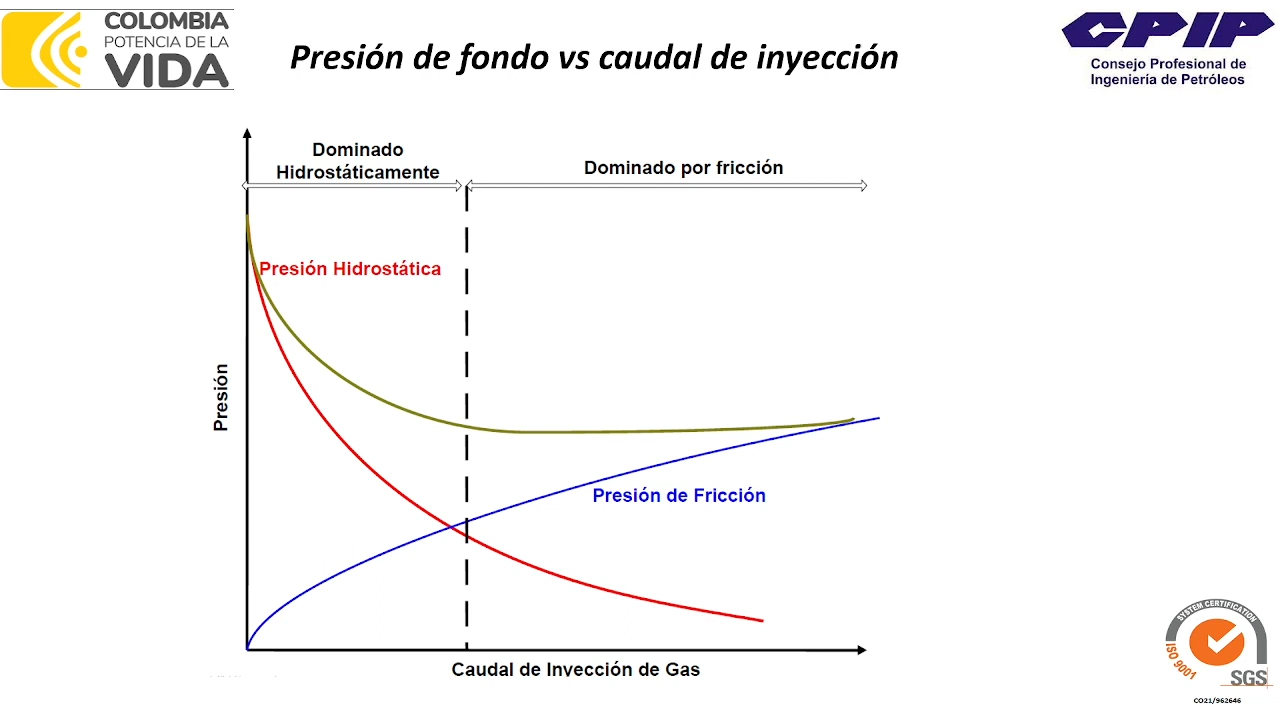 COLOMBIA
POTENCIA DE LA
VIDA
Presión de fondo vs caudal de inyección
CPIP
Consejo Profesional de
Ingeniería de Petróleos
Dominado
Hidrostáticamente
Dominado por fricción
Presión Hidrostática
Presión
Presión de Fricción
Caudal de Inyección de Gas
SYSTEM CERTIFICATION
ISO 9001
SGS
CO21/962646